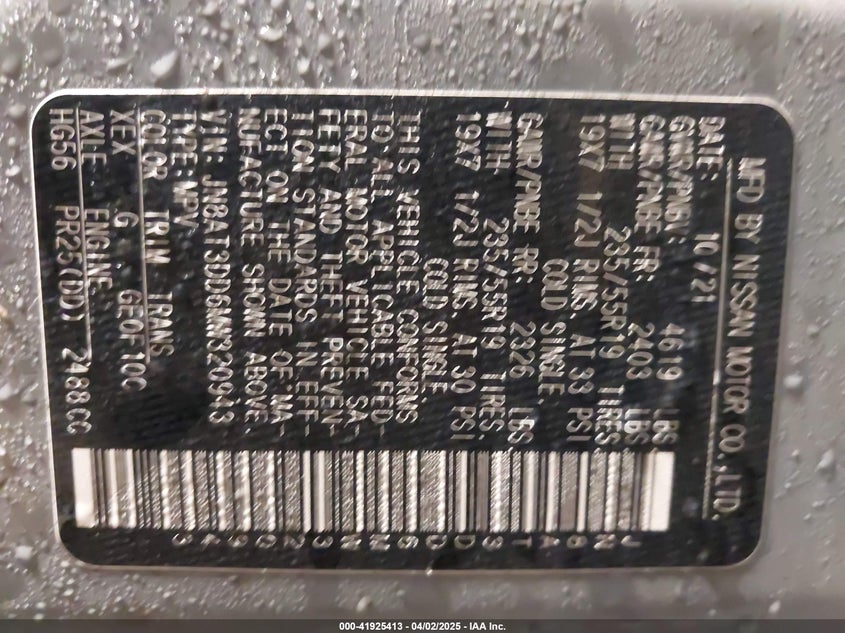 MFD BY NISSAN MOTOR CO.,LTD.
DATE: 10/21
GVWR/PNBV: 4619 LBS
GAWR/PNBE FR: 2403 LBS
WITH 235/55R19 TIRES,
19X7 1/2J RIMS, AT 33 PSI
COLD SINGLE.
GAWR/PNBE RR: 2326 LBS
WITH 235/55R19 TIRES,
19X7 1/2J RIMS, AT 30 PSI
COLD SINGLE.
THIS VEHICLE CONFORMS
TO ALL APPLICABLE FED-
ERAL MOTOR VEHICLE SA-
FETY AND THEFT PREVEN-
TION STANDARDS IN EFF-
ECT ON THE DATE OF MA-
NUFACTURE SHOWN ABOVE.
VIN: JN8AT3DD6NW320943
TYPE:MPV
COLOR TRIM TRANS
XEX G GE0F10C
AXLE ENGINE
HG56 PR25(DD) 2488CC
JN8AT3DD6NW320943
000-41925413 - 04/02/2025 - IAA Inc.